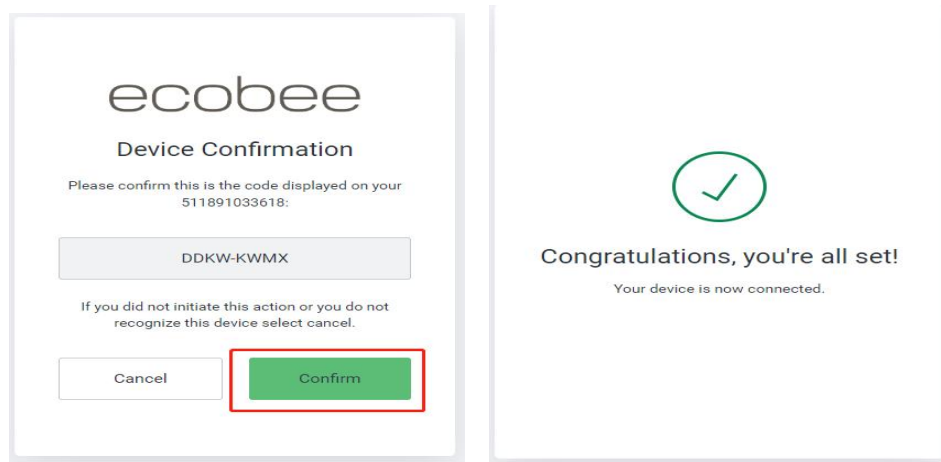 ecobee
Device Confirmation
Please confirm this is the code displayed on your
511891033618:
DDKW-KWMX
If you did not initiate this action or you do not
recognize this device select cancel.
Cancel
Confirm
Congratulations, you're all set!
Your device is now connected.